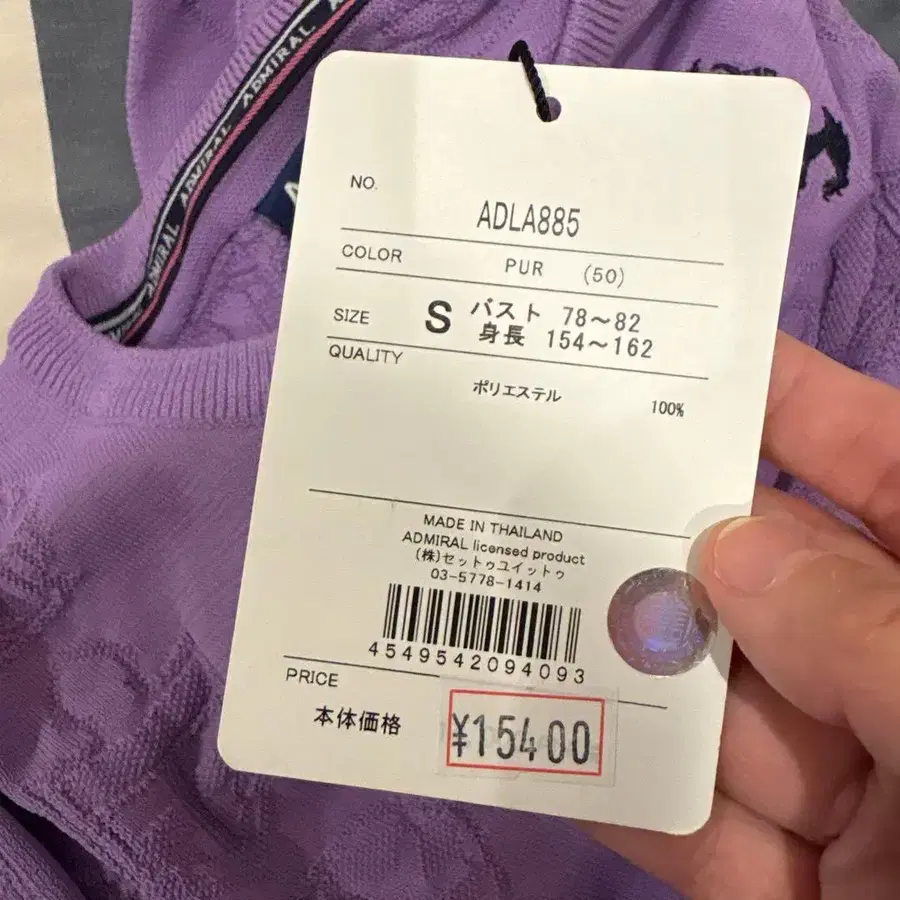 ADMIRAL
ADMIRAL
ADMIRAL
NO.
ADLA885
COLOR PUR (50)
SIZE S バスト 78～82
身長 154～162
QUALITY
ポリエステル 100%
MADE IN THAILAND
ADMIRAL licensed product
(株)セットゥユイットゥ
03-5778-1414
4549542094093
PRICE
本体価格 ¥15400